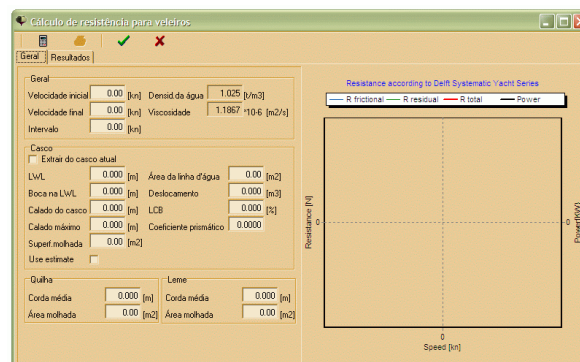 Cálculo de resistência para veleiros
Geral Resultados
Geral
Velocidade inicial 0.00 [kn] Densid.da água 1.025 [t/m3]
Velocidade final 0.00 [kn] Viscosidade 1.1867 *10-6 [m2/s]
Intervalo 0.00 [kn]
Casco
Extrair do casco atual
LWL 0.000 [m] Área da linha d'água 0.00 [m2]
Boca na LWL 0.000 [m] Deslocamento 0.000 [m3]
Calado do casco 0.000 [m] LCB 0.000 [%]
Calado máximo 0.000 [m] Coeficiente prismático 0.0000
Superf.molhada 0.00 [m2]
Use estimate
Quilha
Corda média 0.000 [m]
Área molhada 0.00 [m2]
Leme
Corda média 0.000 [m]
Área molhada 0.00 [m2]
Resistance according to Delft Systematic Yacht Series
R frictional R residual R total Power
Resistance [N]
0
0
Power[KW]
0
Speed [kn]